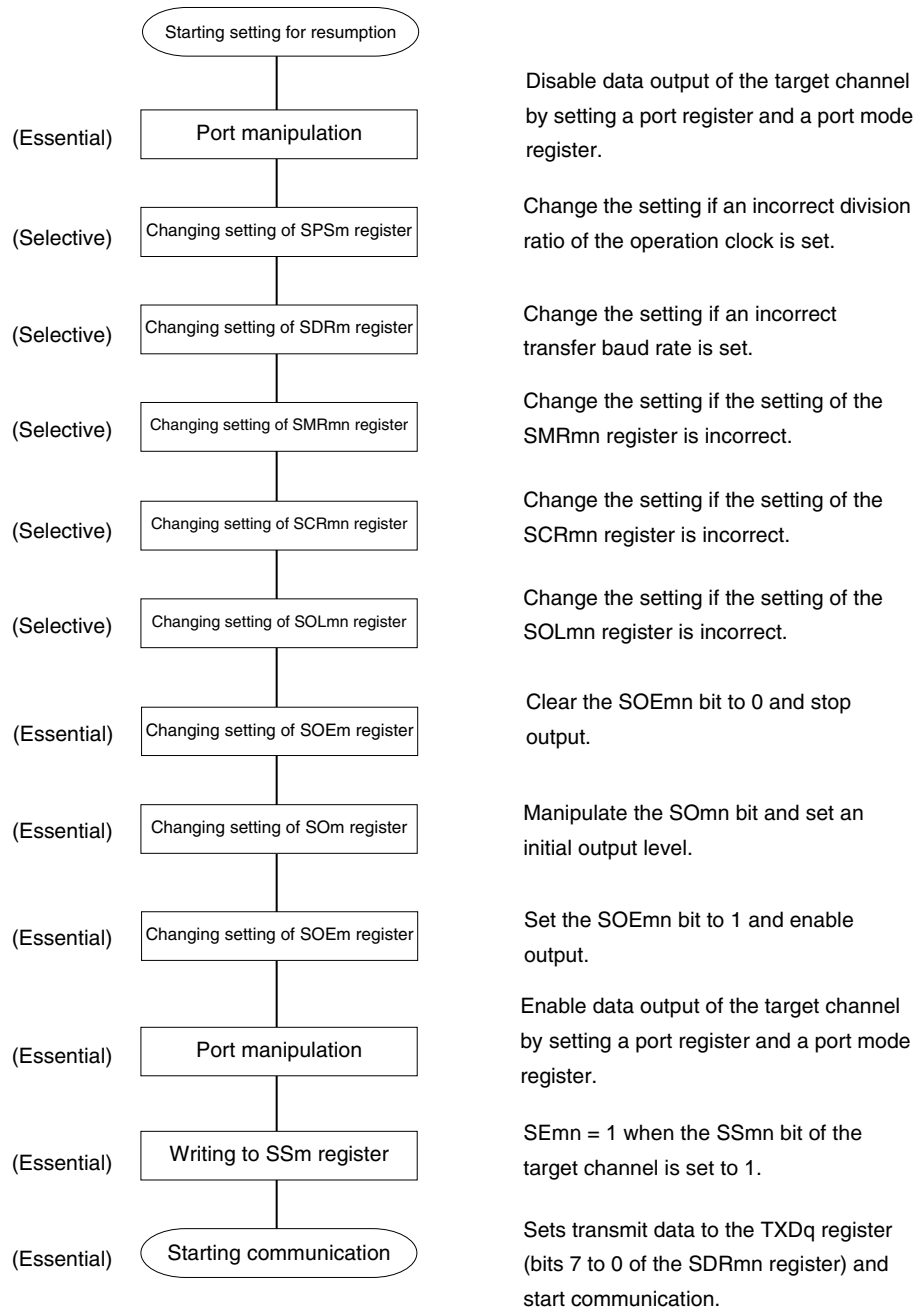 Starting setting for resumption
(Essential)
Port manipulation
Disable data output of the target channel
by setting a port register and a port mode
register.
(Selective)
Changing setting of SPSm register
Change the setting if an incorrect division
ratio of the operation clock is set.
(Selective)
Changing setting of SDRm register
Change the setting if an incorrect
transfer baud rate is set.
(Selective)
Changing setting of SMRmn register
Change the setting if the setting of the
SMRmn register is incorrect.
(Selective)
Changing setting of SCRmn register
Change the setting if the setting of the
SCRmn register is incorrect.
(Selective)
Changing setting of SOLmn register
Change the setting if the setting of the
SOLmn register is incorrect.
(Essential)
Changing setting of SOEm register
Clear the SOEmn bit to 0 and stop
output.
(Essential)
Changing setting of SOm register
Manipulate the SOmn bit and set an
initial output level.
(Essential)
Changing setting of SOEm register
Set the SOEmn bit to 1 and enable
output.
(Essential)
Port manipulation
Enable data output of the target channel
by setting a port register and a port mode
register.
(Essential)
Writing to SSm register
SEmn = 1 when the SSmn bit of the
target channel is set to 1.
(Essential)
Starting communication
Sets transmit data to the TXDq register
(bits 7 to 0 of the SDRmn register) and
start communication.